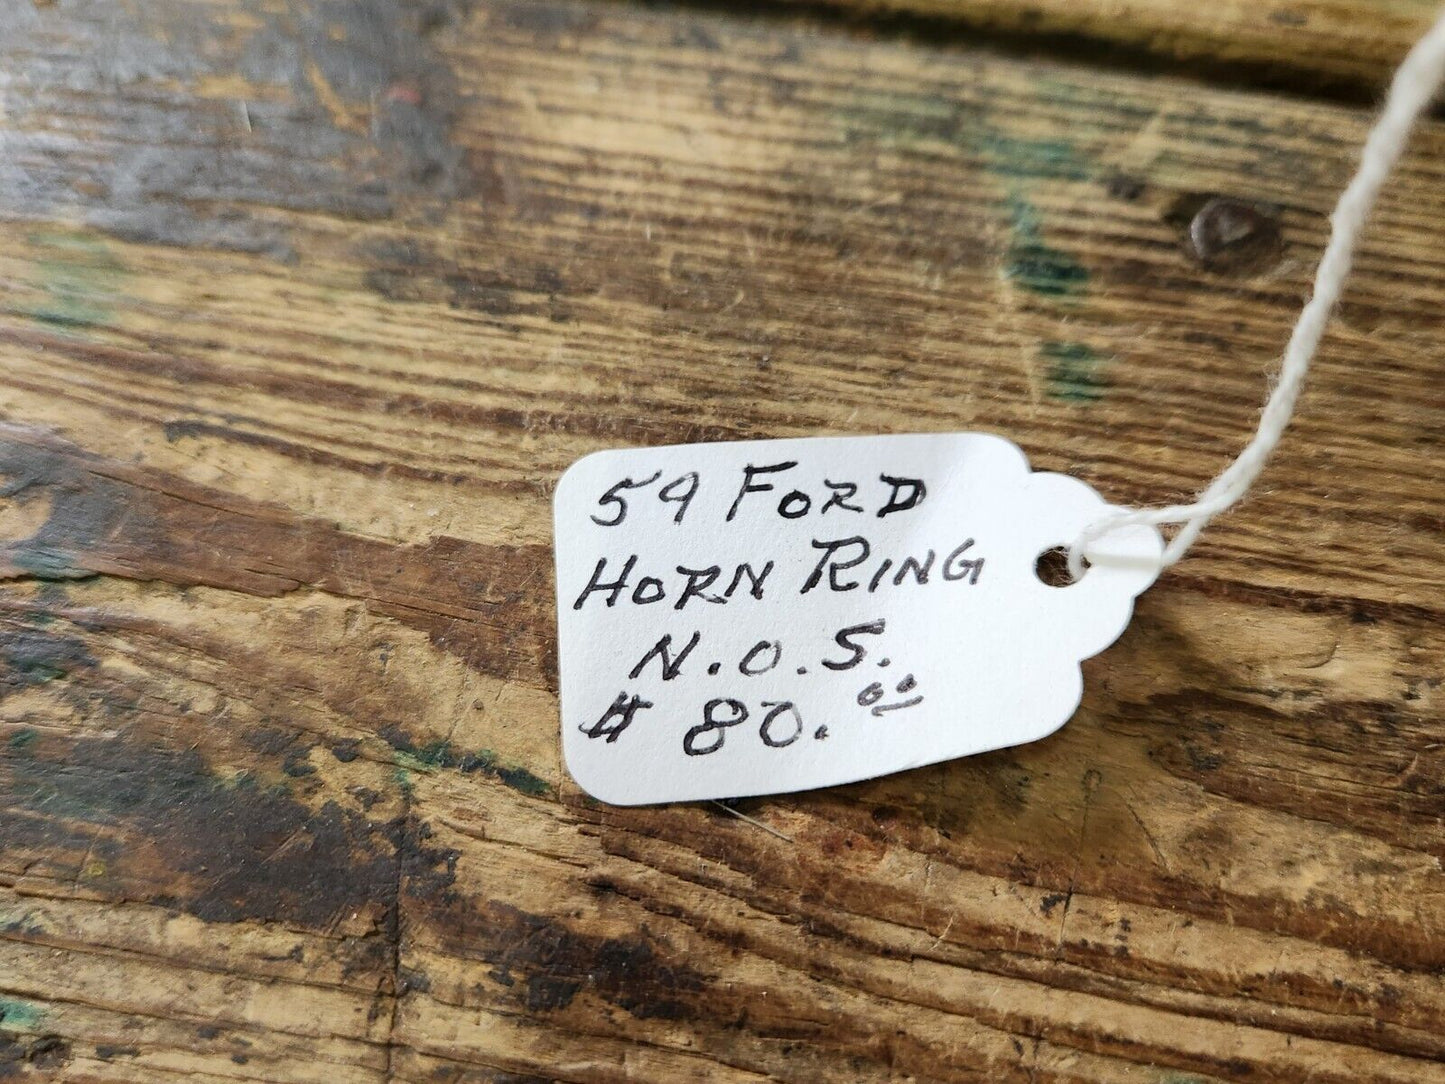 59 FORD
HORN RING
N.O.S.
$ 80.00